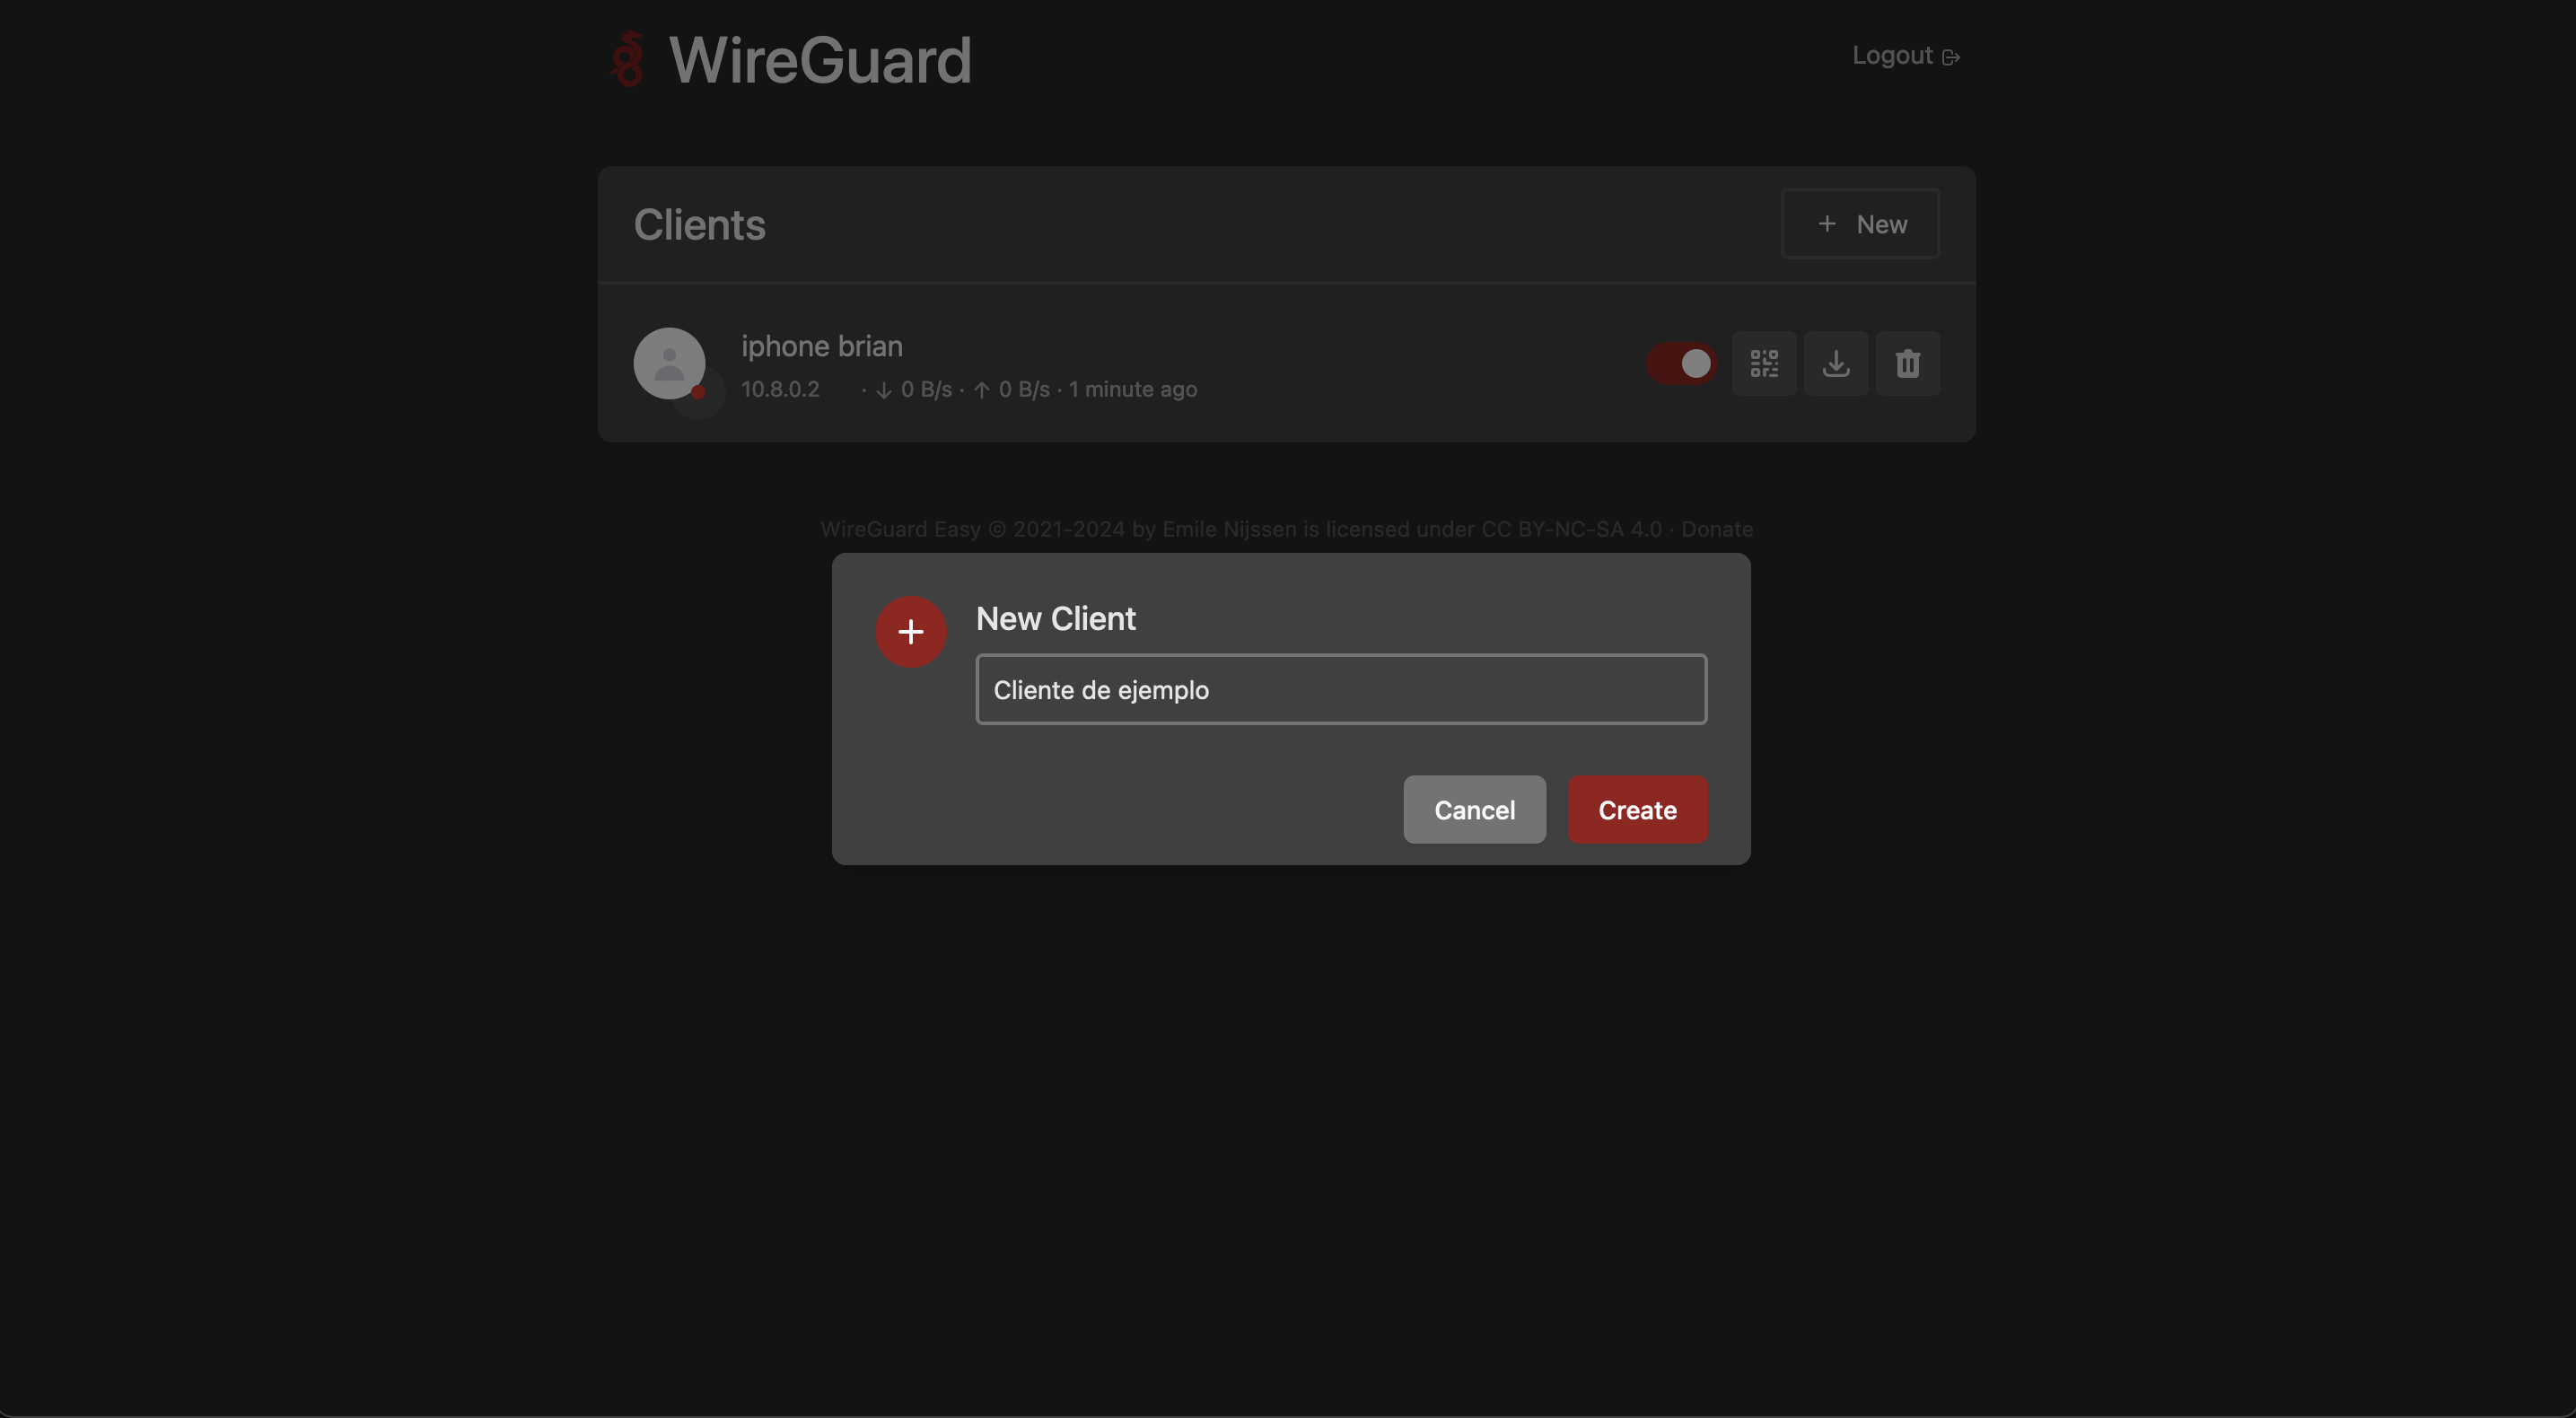 WireGuard
Logout
Clients
+ New
iphone brian
10.8.0.2 · ↓ 0 B/s · ↑ 0 B/s · 1 minute ago
WireGuard Easy © 2021-2024 by Emile Nijssen is licensed under CC BY-NC-SA 4.0 · Donate
New Client
Cliente de ejemplo
Cancel
Create